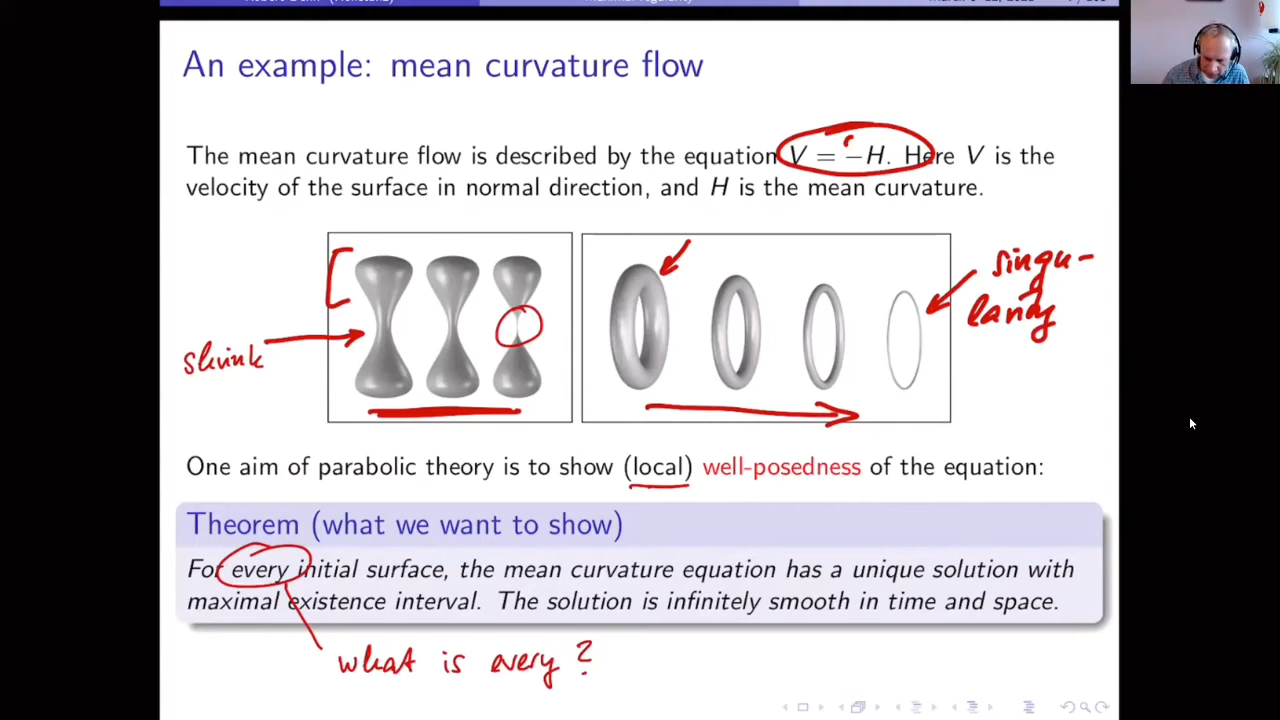 An example: mean curvature flow
The mean curvature flow is described by the equation V = −H. Here V is the
velocity of the surface in normal direction, and H is the mean curvature.
singu-
larity
shrink
One aim of parabolic theory is to show (local) well-posedness of the equation:
Theorem (what we want to show)
For every initial surface, the mean curvature equation has a unique solution with
maximal existence interval. The solution is infinitely smooth in time and space.
what is every ?